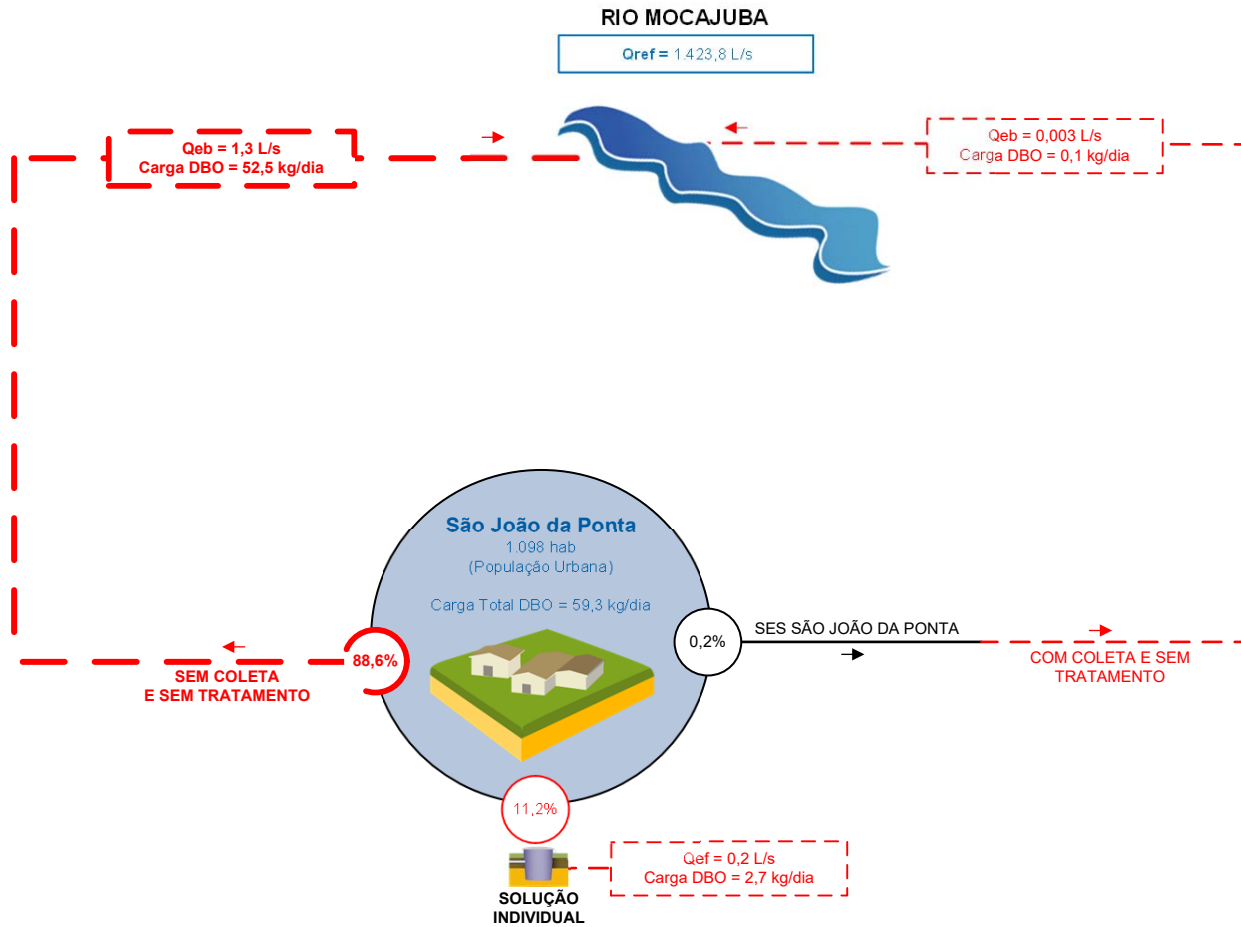 RIO MOCAJUBA
Qref = 1.423,8 L/s
Qeb = 1,3 L/s
Carga DBO = 52,5 kg/dia
Qeb = 0,003 L/s
Carga DBO = 0,1 kg/dia
São João da Ponta
1.098 hab
(População Urbana)
Carga Total DBO = 59,3 kg/dia
88,6%
SEM COLETA
E SEM TRATAMENTO
0,2%
SES SÃO JOÃO DA PONTA
COM COLETA E SEM
TRATAMENTO
11,2%
SOLUÇÃO
INDIVIDUAL
Qef = 0,2 L/s
Carga DBO = 2,7 kg/dia